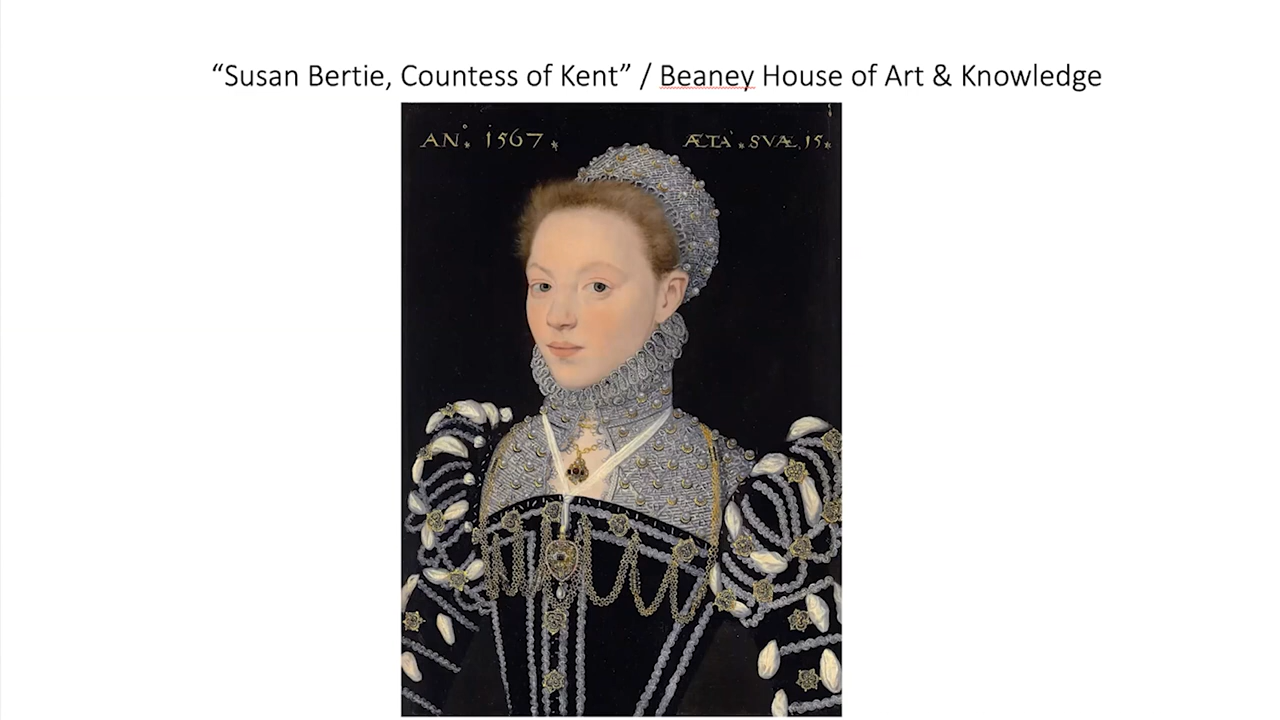 “Susan Bertie, Countess of Kent” / Beaney House of Art & Knowledge
AN° 1567. ÆTA SVÆ 15.